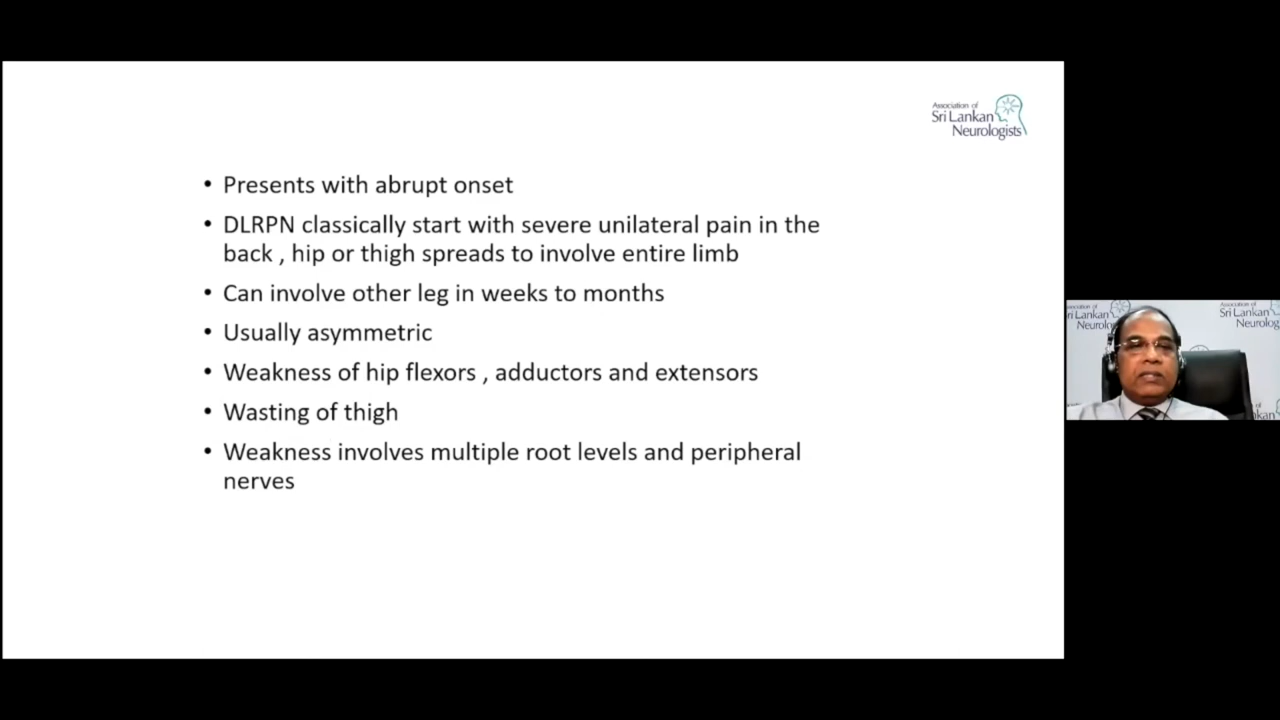 Association of
Sri Lankan
Neurologists
• Presents with abrupt onset
• DLRPN classically start with severe unilateral pain in the
back , hip or thigh spreads to involve entire limb
• Can involve other leg in weeks to months
• Usually asymmetric
• Weakness of hip flexors , adductors and extensors
• Wasting of thigh
• Weakness involves multiple root levels and peripheral
nerves
Sri Lankan